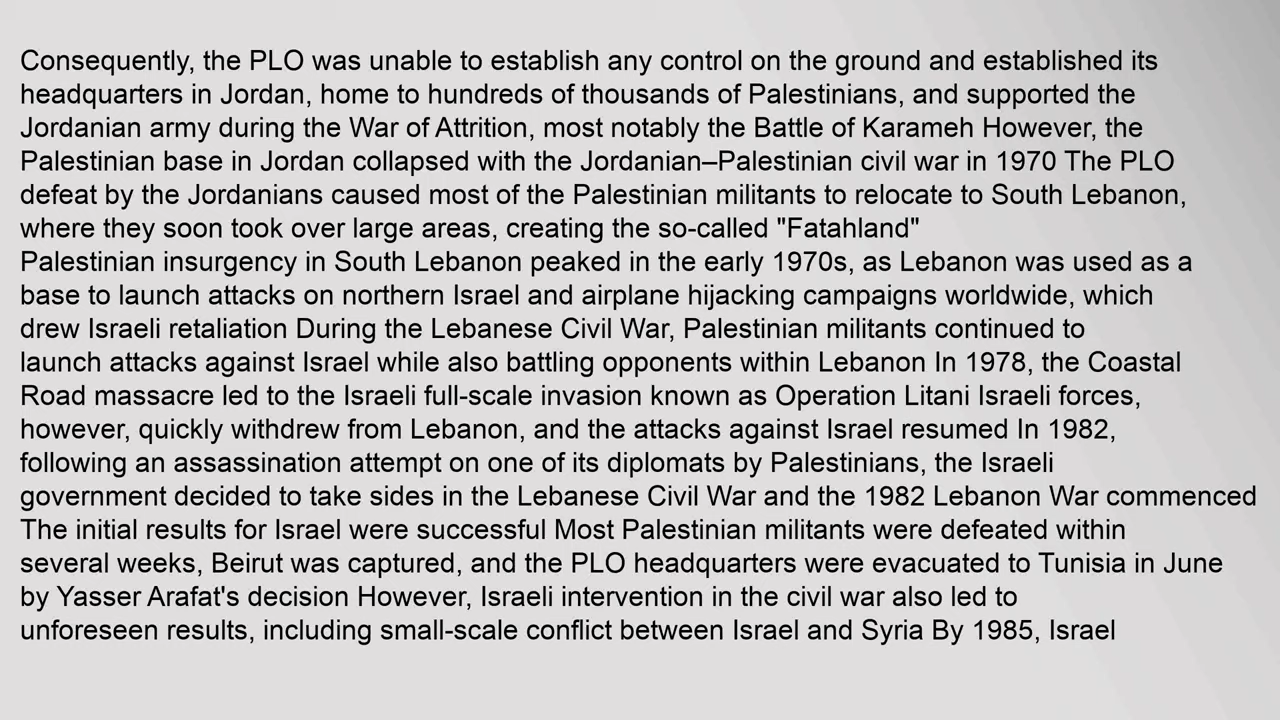 Consequently, the PLO was unable to establish any control on the ground and established its
headquarters in Jordan, home to hundreds of thousands of Palestinians, and supported the
Jordanian army during the War of Attrition, most notably the Battle of Karameh However, the
Palestinian base in Jordan collapsed with the Jordanian–Palestinian civil war in 1970 The PLO
defeat by the Jordanians caused most of the Palestinian militants to relocate to South Lebanon,
where they soon took over large areas, creating the so-called "Fatahland"
Palestinian insurgency in South Lebanon peaked in the early 1970s, as Lebanon was used as a
base to launch attacks on northern Israel and airplane hijacking campaigns worldwide, which
drew Israeli retaliation During the Lebanese Civil War, Palestinian militants continued to
launch attacks against Israel while also battling opponents within Lebanon In 1978, the Coastal
Road massacre led to the Israeli full-scale invasion known as Operation Litani Israeli forces,
however, quickly withdrew from Lebanon, and the attacks against Israel resumed In 1982,
following an assassination attempt on one of its diplomats by Palestinians, the Israeli
government decided to take sides in the Lebanese Civil War and the 1982 Lebanon War commenced
The initial results for Israel were successful Most Palestinian militants were defeated within
several weeks, Beirut was captured, and the PLO headquarters were evacuated to Tunisia in June
by Yasser Arafat's decision However, Israeli intervention in the civil war also led to
unforeseen results, including small-scale conflict between Israel and Syria By 1985, Israel